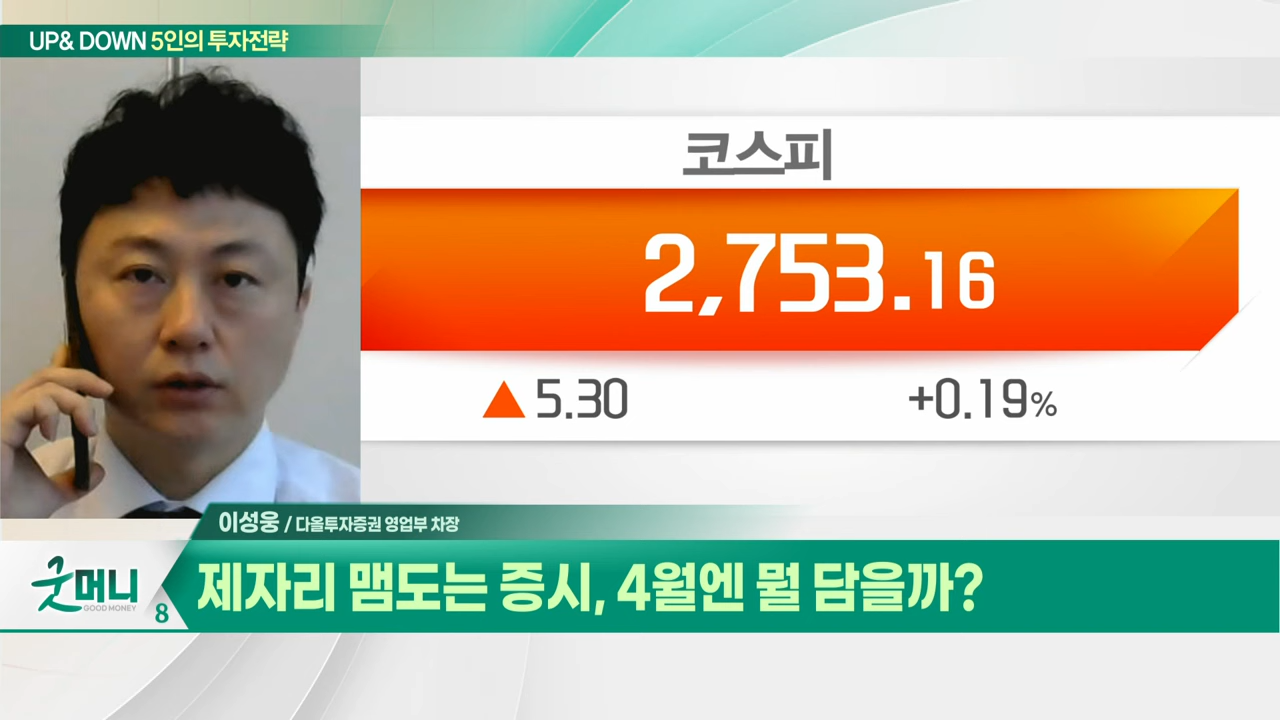 UP& DOWN 5인의 투자전략
코스피
2,753.16
▲ 5.30 +0.19%
이성웅 / 다올투자증권 영업부 차장
굿머니
GOOD MONEY
8
제자리 맴도는 증시, 4월엔 뭘 담을까?